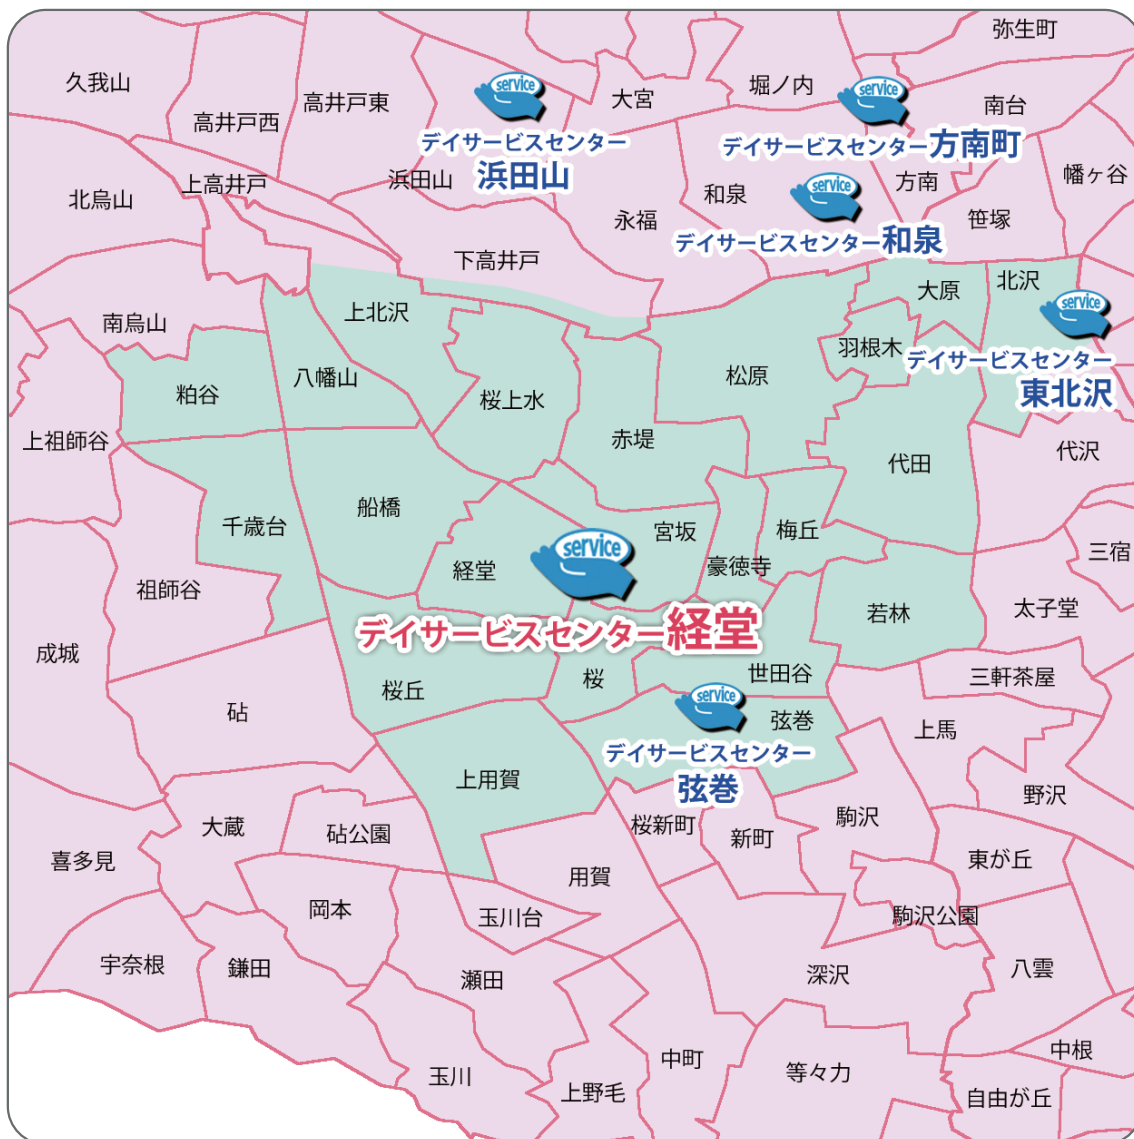 弥生町
久我山
service
service
堀ノ内
大宮
高井戸東
南台
高井戸西
デイサービスセンター
浜田山
デイサービスセンター方南町
幡ヶ谷
上高井戸
浜田山
service
方南
和泉
北烏山
永福
笹塚
デイサービスセンター和泉
下高井戸
北沢
大原
service
上北沢
南烏山
羽根木
デイサービスセンター
東北沢
八幡山
松原
粕谷
桜上水
上祖師谷
赤堤
代沢
代田
船橋
千歳台
宮坂
梅丘
service
三宿
経堂
豪徳寺
祖師谷
太子堂
若林
デイサービスセンター経堂
成城
世田谷
三軒茶屋
桜
桜丘
service
砧
弦巻
上馬
デイサービスセンター
弦巻
上用賀
野沢
大蔵
砧公園
桜新町
新町
駒沢
喜多見
東が丘
用賀
岡本
玉川台
駒沢公園
宇奈根
鎌田
瀬田
深沢
八雲
中町
中根
玉川
等々力
上野毛
自由が丘